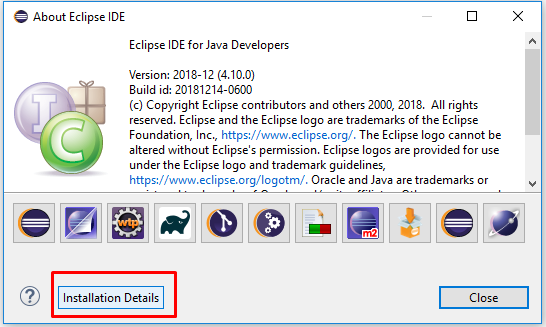 About Eclipse IDE
Eclipse IDE for Java Developers
Version: 2018-12 (4.10.0)
Build id: 20181214-0600
(c) Copyright Eclipse contributors and others 2000, 2018.  All rights
reserved. Eclipse and the Eclipse logo are trademarks of the Eclipse
Foundation, Inc., https://www.eclipse.org/. The Eclipse logo cannot be
altered without Eclipse's permission. Eclipse logos are provided for use
under the Eclipse logo and trademark guidelines,
https://www.eclipse.org/logotm/. Oracle and Java are trademarks or
I
C
wtp
m2
?
Installation Details
Close